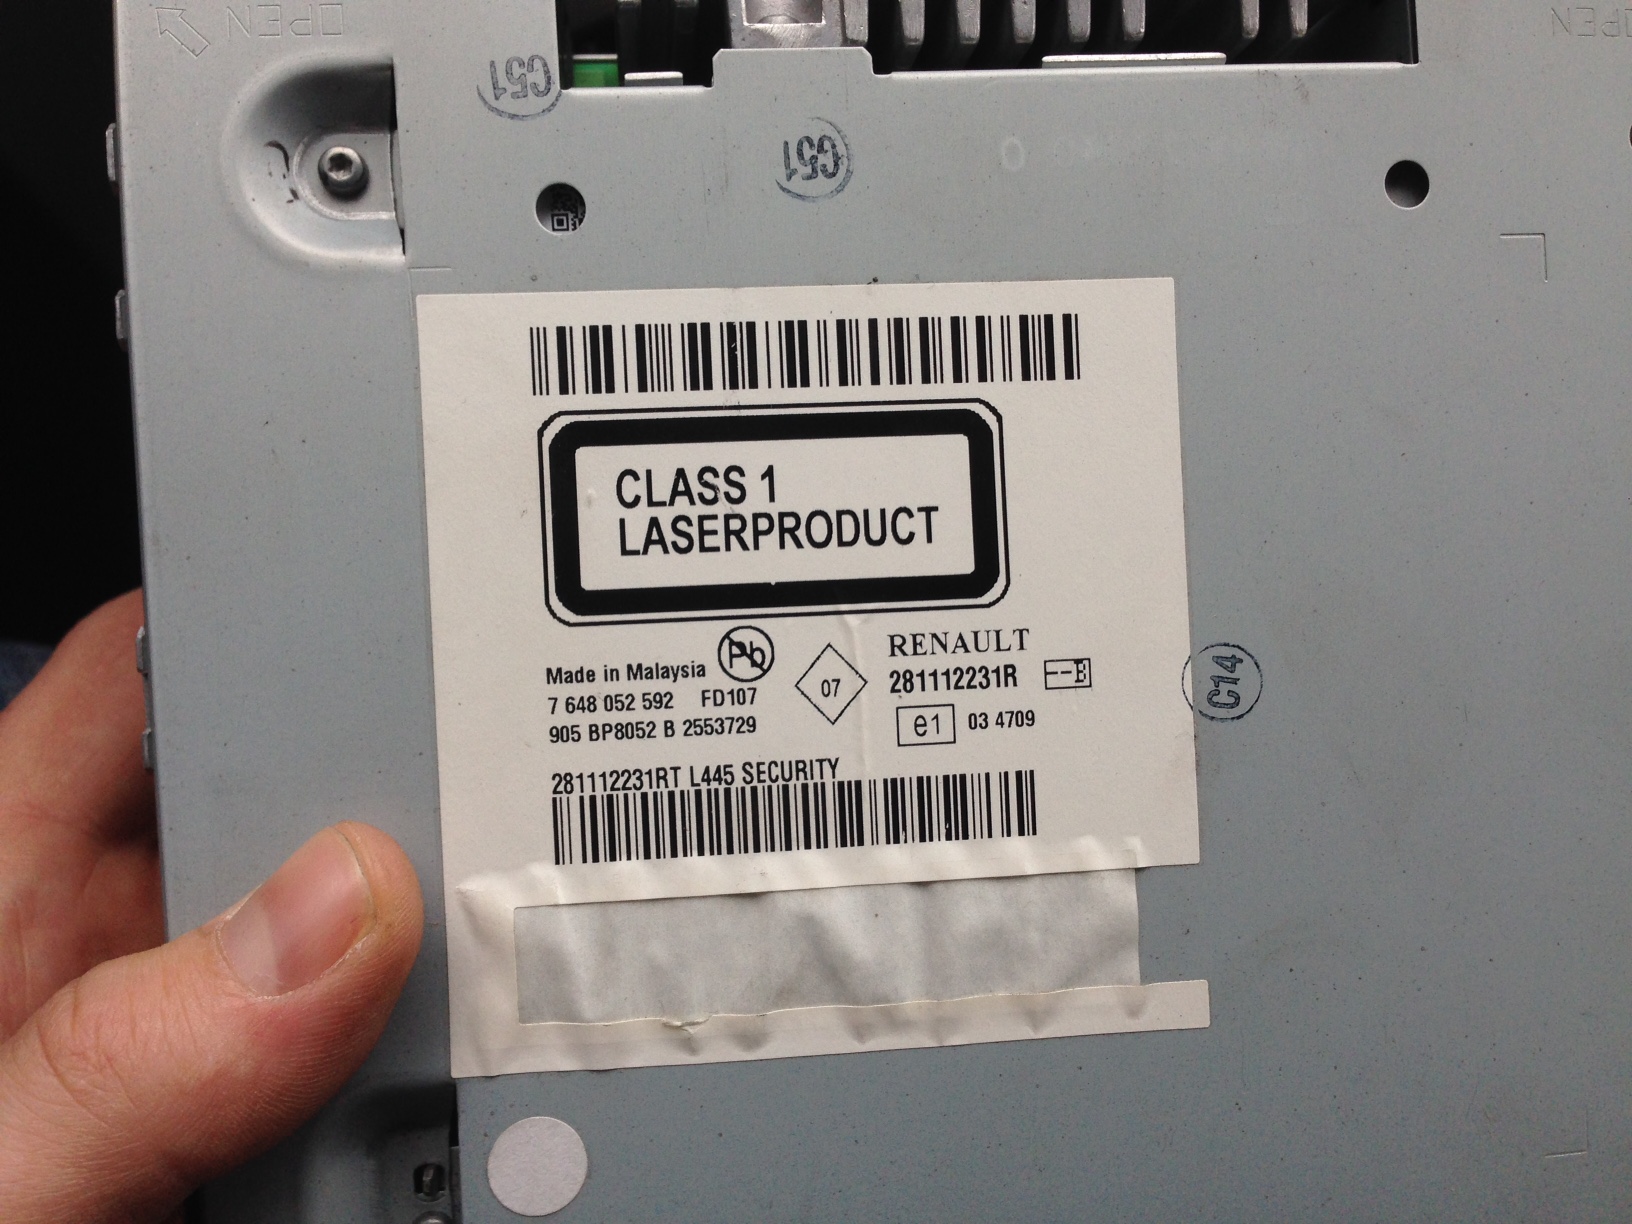 OPEN
OPEN
C51
C51
CLASS 1
LASERPRODUCT
Made in Malaysia
Pb
7 648 052 592 FD107
905 BP8052 B 2553729
07
RENAULT
281112231R
--E
e1 03 4709
C14
281112231RT L445 SECURITY